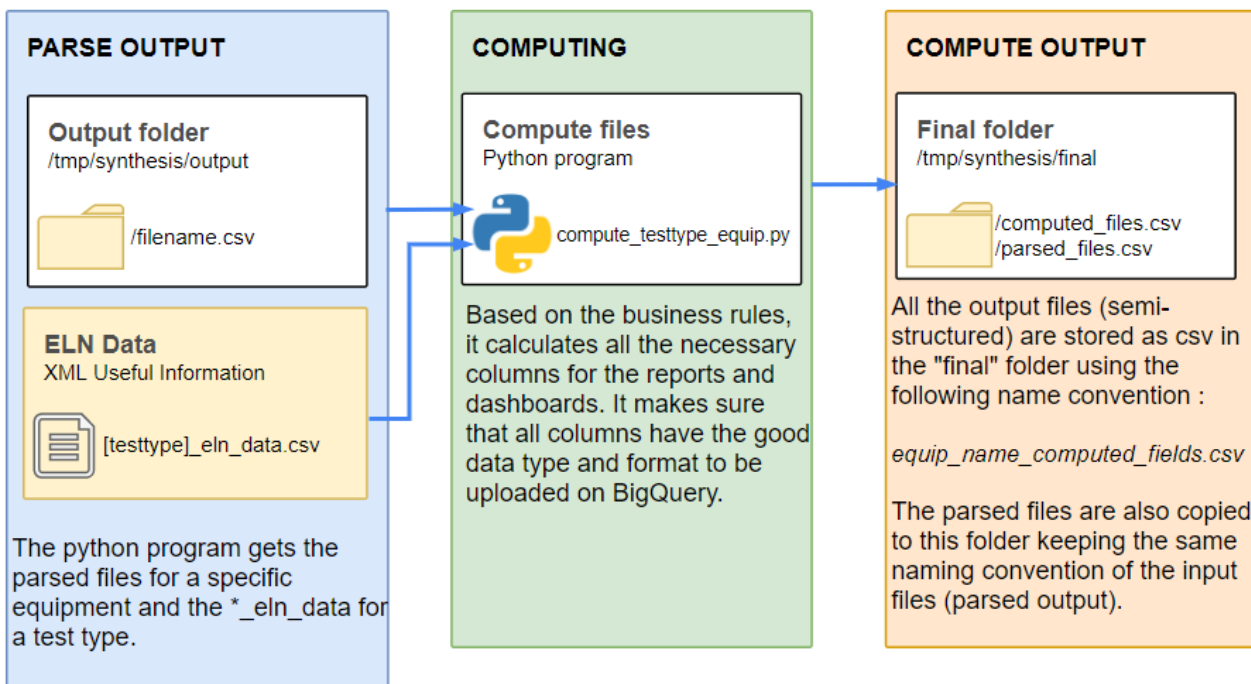 PARSE OUTPUT
Output folder
/tmp/synthesis/output
/filename.csv
ELN Data
XML Useful Information
[testtype]_eln_data.csv
The python program gets the
parsed files for a specific
equipment and the *_eln_data for
a test type.
COMPUTING
Compute files
Python program
compute_testtype_equip.py
Based on the business rules,
it calculates all the necessary
columns for the reports and
dashboards. It makes sure
that all columns have the good
data type and format to be
uploaded on BigQuery.
COMPUTE OUTPUT
Final folder
/tmp/synthesis/final
/computed_files.csv
/parsed_files.csv
All the output files (semi-
structured) are stored as csv in
the "final" folder using the
following name convention :
equip_name_computed_fields.csv
The parsed files are also copied
to this folder keeping the same
naming convention of the input
files (parsed output).